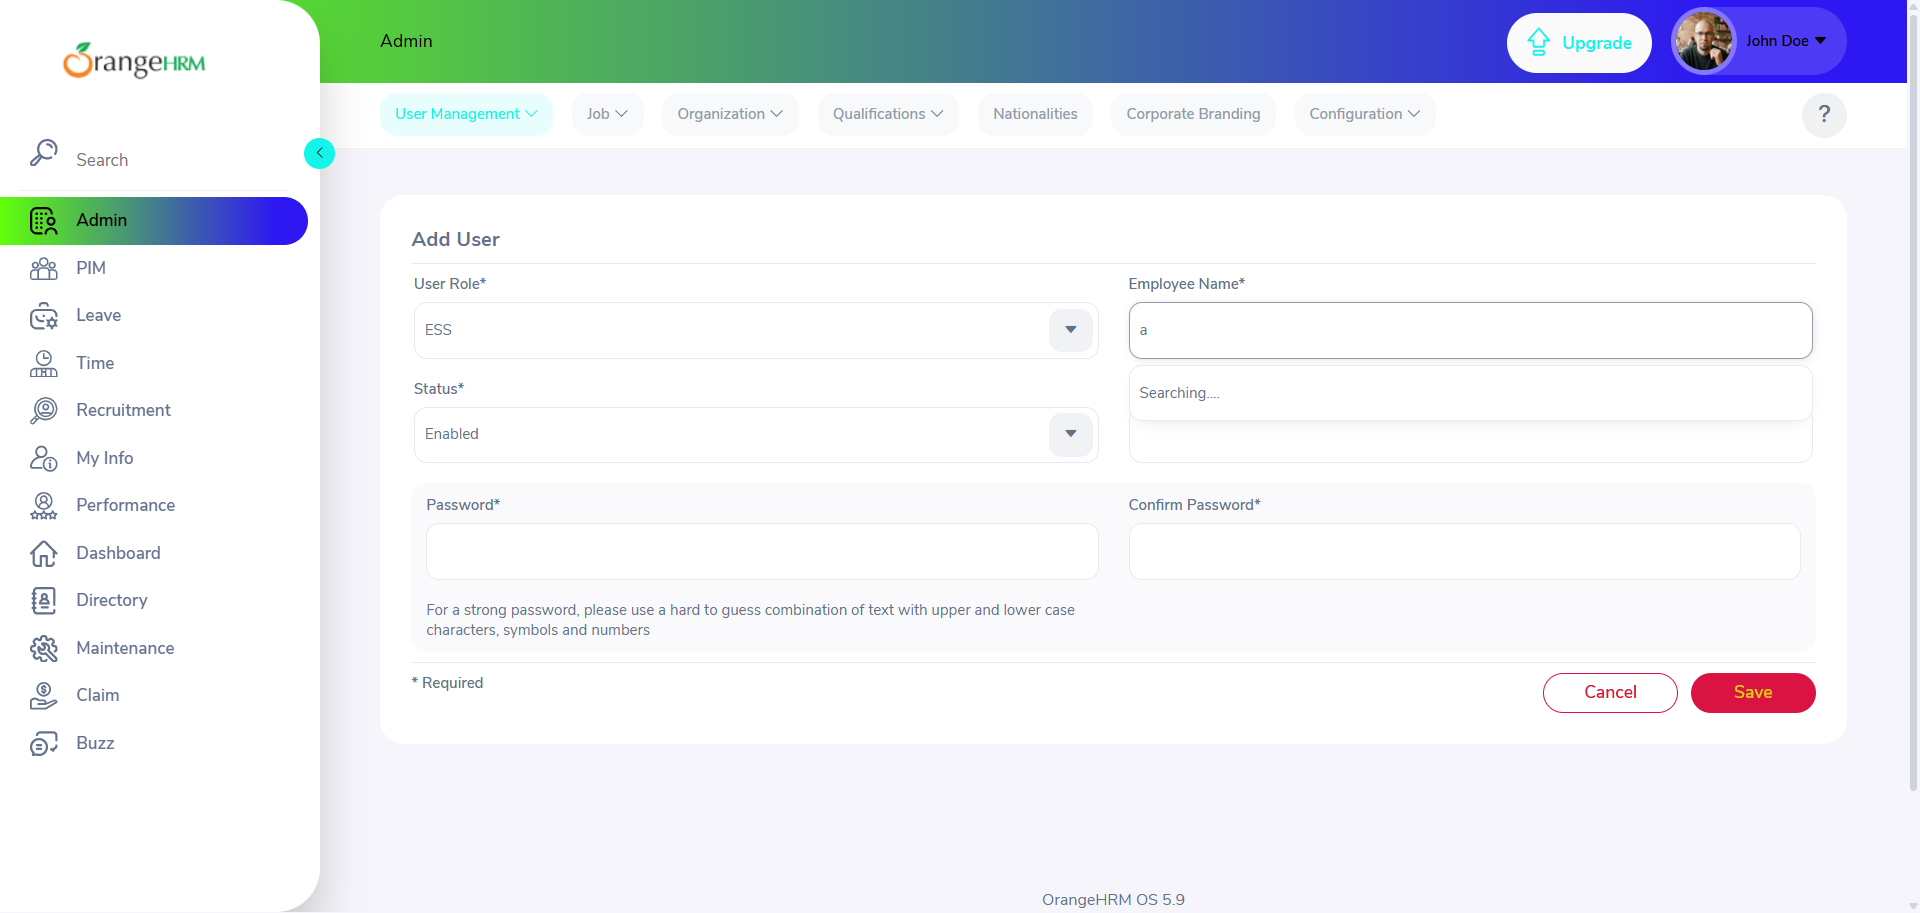 OrangeHRM
Admin
Upgrade
John Doe
User Management
Job
Organization
Qualifications
Nationalities
Corporate Branding
Configuration
?
Search
Admin
PIM
Leave
Time
Recruitment
My Info
Performance
Dashboard
Directory
Maintenance
Claim
Buzz
Add User
User Role*
Employee Name*
ESS
a
Searching....
Status*
Enabled
Password*
Confirm Password*
For a strong password, please use a hard to guess combination of text with upper and lower case
characters, symbols and numbers
* Required
Cancel
Save
OrangeHRM OS 5.9